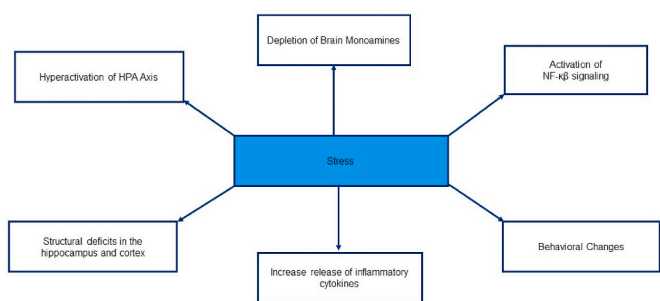 Depletion of Brain Monoamines
Hyperactivation of HPA Axis
Activation of
NF-κβ signaling
Stress
Structural deficits in the
hippocampus and cortex
Increase release of inflammatory
cytokines
Behavioral Changes